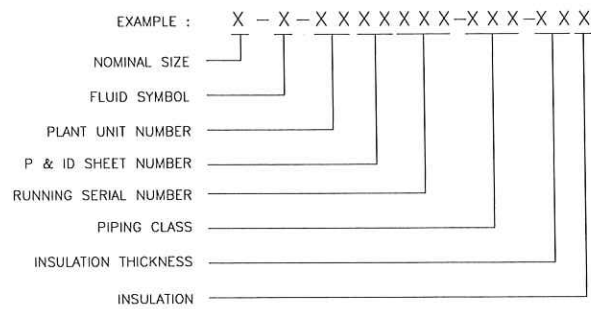 EXAMPLE : X - X - X X X X X X X - X X X - X X X
NOMINAL SIZE
FLUID SYMBOL
PLANT UNIT NUMBER
P & ID SHEET NUMBER
RUNNING SERIAL NUMBER
PIPING CLASS
INSULATION THICKNESS
INSULATION